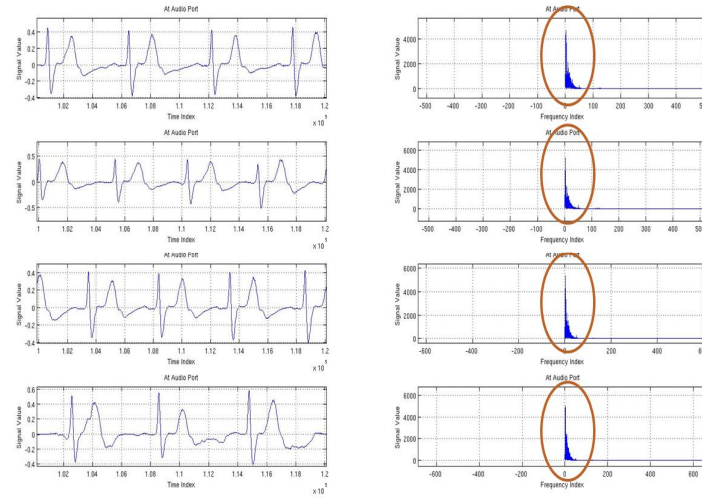 At Audio Port
Signal Value
0.4
0.2
0
-0.2
-0.4
1.02 1.04 1.06 1.08 1.1 1.12 1.14 1.16 1.18 1.2
Time Index
x 10
5
At Audio Port
Signal Value
4000
2000
0
-500 -400 -300 -200 -100 0 100 200 300 400 500
Frequency Index
At Audio Port
Signal Value
0.5
0
-0.5
1 1.02 1.04 1.06 1.08 1.1 1.12 1.14 1.16 1.18 1.2
Time Index
x 10
5
At Audio Port
Signal Value
6000
4000
2000
0
-500 -400 -300 -200 -100 0 100 200 300 400 50
Frequency Index
At Audio Port
Signal Value
0.4
0.2
0
-0.2
-0.4
1 1.02 1.04 1.06 1.08 1.1 1.12 1.14 1.16 1.18 1.2
Time Index
x 10
5
At Audio Port
Signal Value
6000
4000
2000
0
-600 -400 -200 0 200 400 60
Frequency Index
At Audio Port
Signal Value
0.6
0.4
0.2
0
-0.2
-0.4
1.02 1.04 1.06 1.08 1.1 1.12 1.14 1.16 1.18 1.2
Time Index
x 10
5
At Audio Port
Signal Value
6000
4000
2000
0
-600 -400 -200 0 200 400 600
Frequency Index